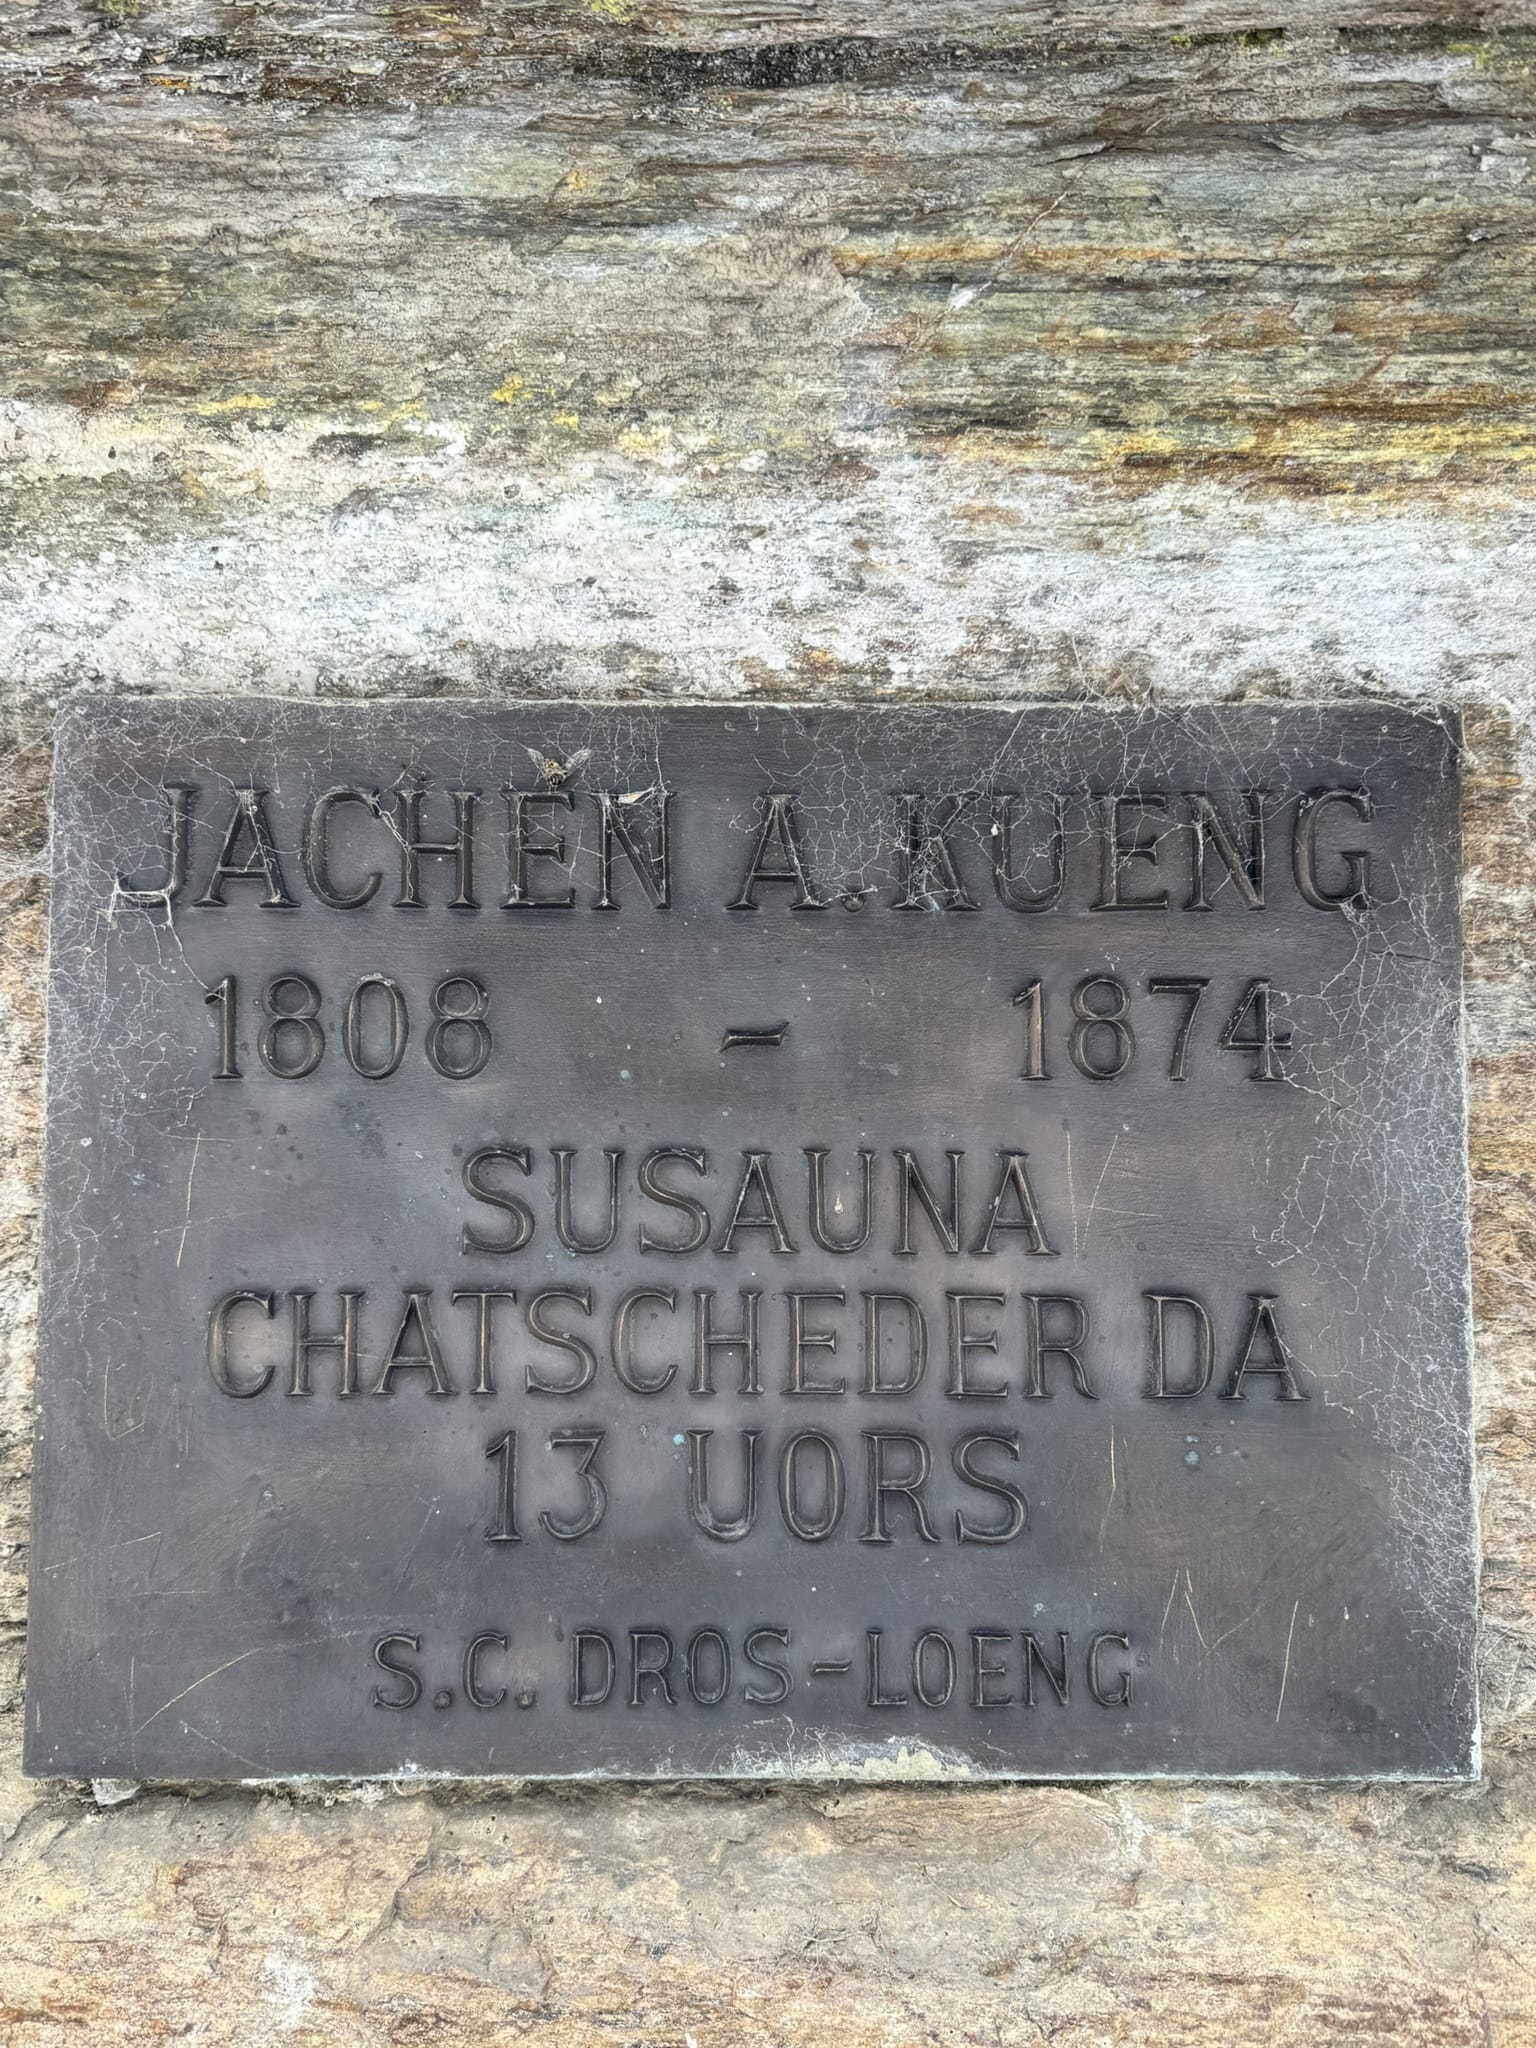 JACHEN A. KUENG
1808 - 1874
SUSAUNA
CHATSCHEDER DA
13 UORS
S.C. DROS-LOENG